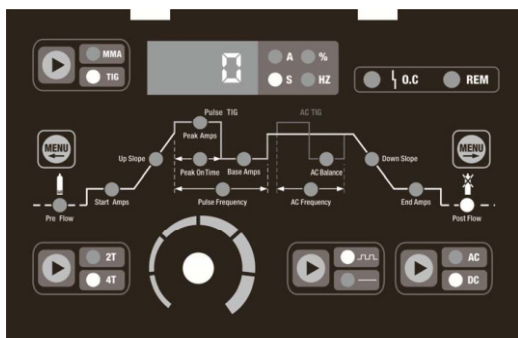 MMA
TIG
0
A %
S HZ
O.C REM
Pulse TIG
AC TIG
Peak Amps
MENU
MENU
Up Slope
Peak On Time
Base Amps
AC Balance
Down Slope
Start Amps
Pulse Frequency
AC Frequency
End Amps
Pre Flow
Post Flow
2T
4T
AC
DC